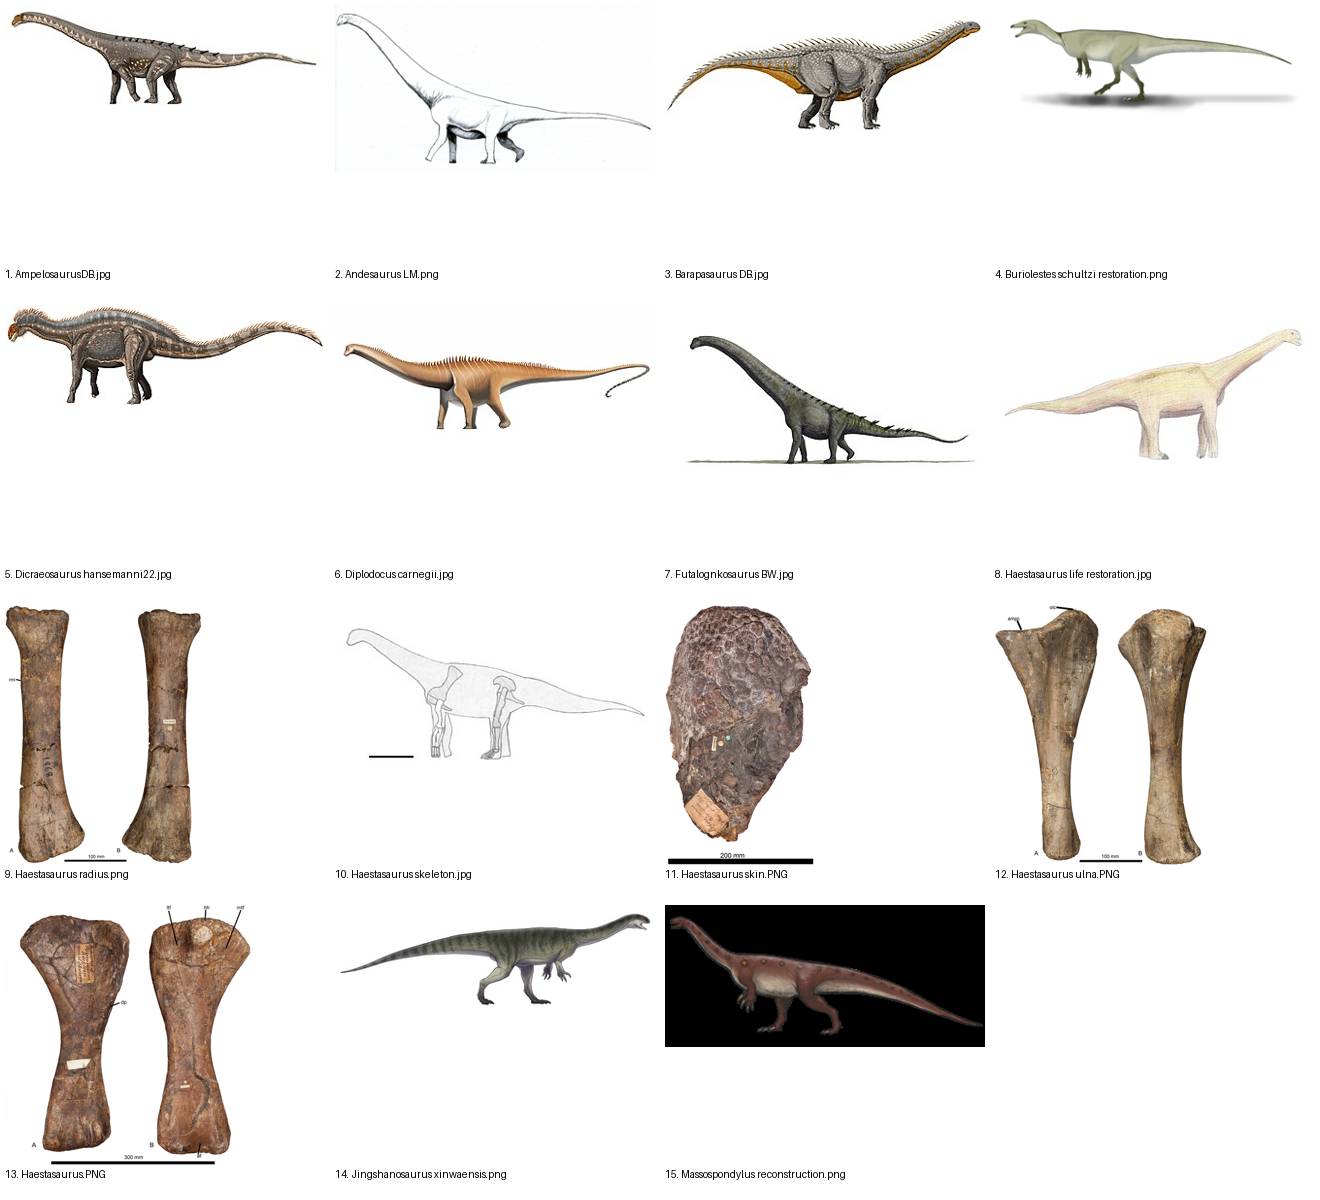 1. AmpelosaurusDB.jpg
2. Andesaurus LM.png
3. Barapasaurus DB.jpg
4. Buriolestes schultzi restoration.png
5. Dicraeosaurus hansemanni22.jpg
6. Diplodocus carnegii.jpg
7. Futalognkosaurus BW.jpg
8. Haestasaurus life restoration.jpg
A
100 mm
B
9. Haestasaurus radius.png
10. Haestasaurus skeleton.jpg
200 mm
11. Haestasaurus skin.PNG
A
100 mm
B
12. Haestasaurus ulna.PNG
dp
A
B
300 mm
13. Haestasaurus.PNG
14. Jingshanosaurus xinwaensis.png
15. Massospondylus reconstruction.png